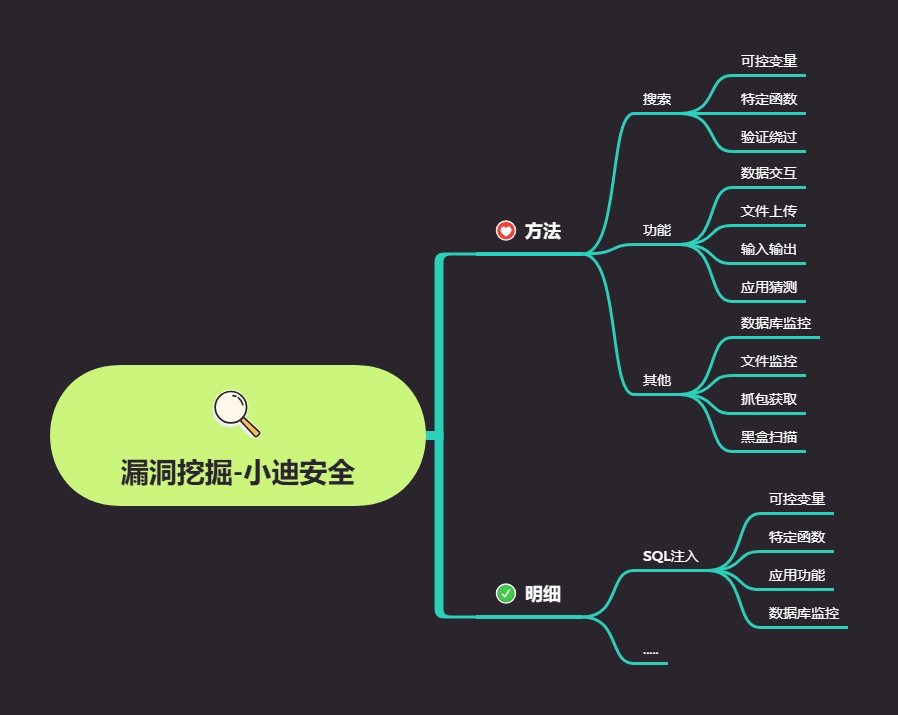 漏洞挖掘-小迪安全
方法
搜索
可控变量
特定函数
验证绕过
功能
数据交互
文件上传
输入输出
应用猜测
其他
数据库监控
文件监控
抓包获取
黑盒扫描
明细
SQL注入
可控变量
特定函数
应用功能
数据库监控
.....